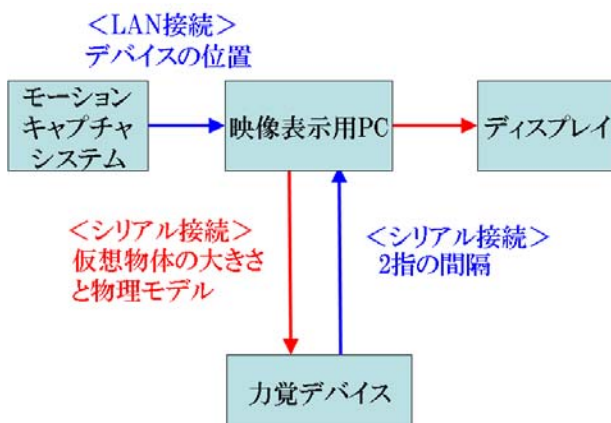 ＜LAN接続＞
デバイスの位置
モーション
キャプチャ
システム
映像表示用PC
ディスプレイ
＜シリアル接続＞
仮想物体の大きさ
と物理モデル
＜シリアル接続＞
2指の間隔
力覚デバイス